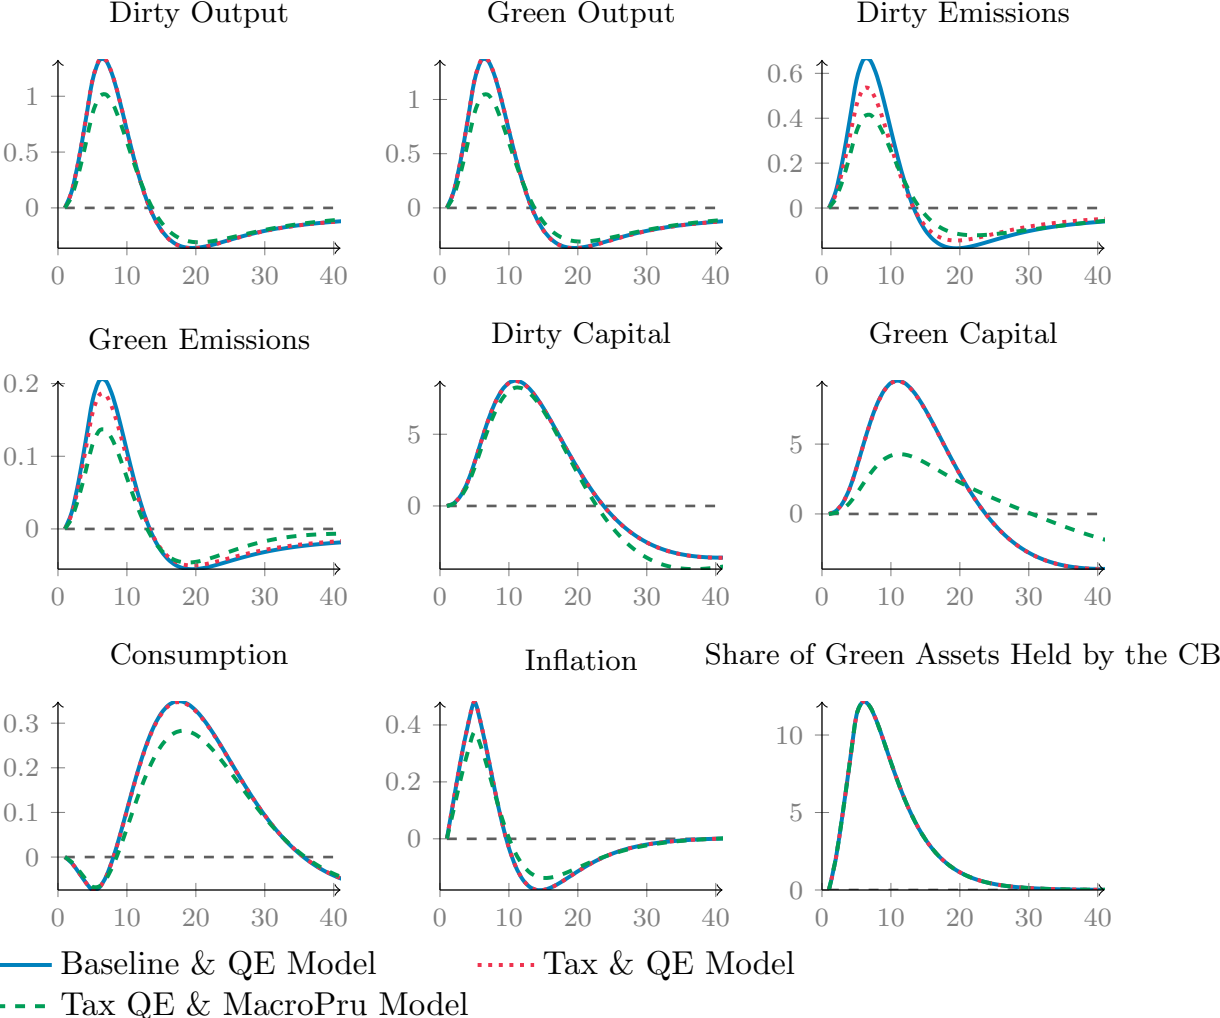 Dirty Output
Green Output
Dirty Emissions
1
0.5
0
0 10 20 30 40
1
0.5
0
0 10 20 30 40
0.6
0.4
0.2
0
0 10 20 30 40
Green Emissions
Dirty Capital
Green Capital
0.2
0.1
0
0 10 20 30 40
5
0
0 10 20 30 40
5
0
0 10 20 30 40
Consumption
Inflation
Share of Green Assets Held by the CB
0.3
0.2
0.1
0
0 10 20 30 40
0.4
0.2
0
0 10 20 30 40
10
5
0
0 10 20 30 40
Baseline & QE Model
Tax & QE Model
Tax QE & MacroPru Model